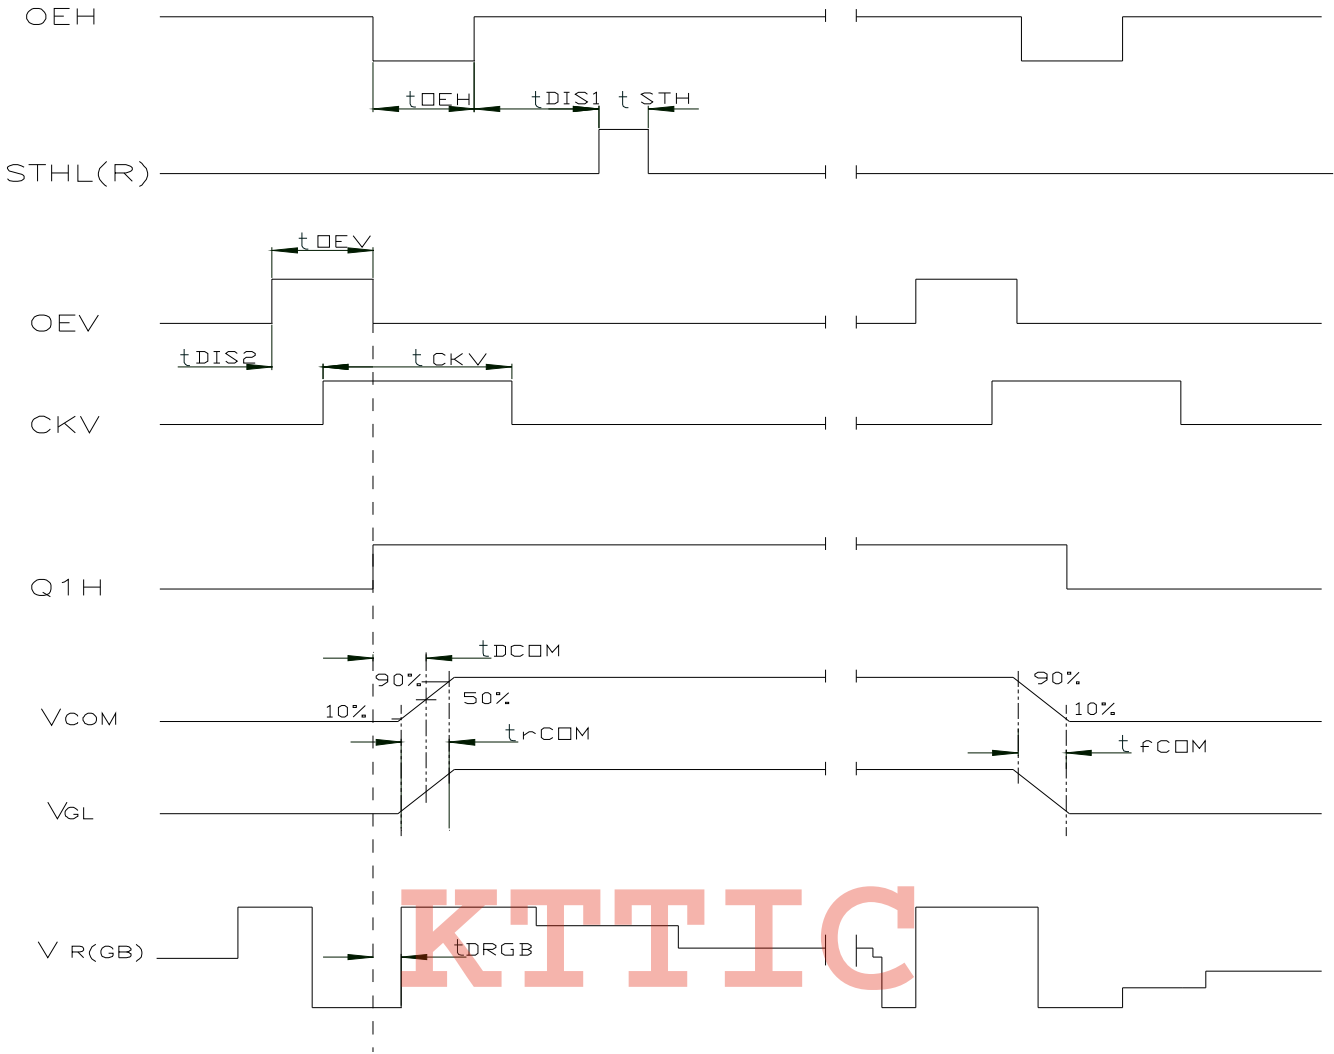 OEH
tOEH tDIS1 t STH
STHL(R)
t OEV
OEV
tDIS2 t CKV
CKV
Q1H
tDCOM
90% 90%
50%
10% 10%
VCOM
trCOM t fCOM
VGL
KTTIC
V R(GB) tDRGB